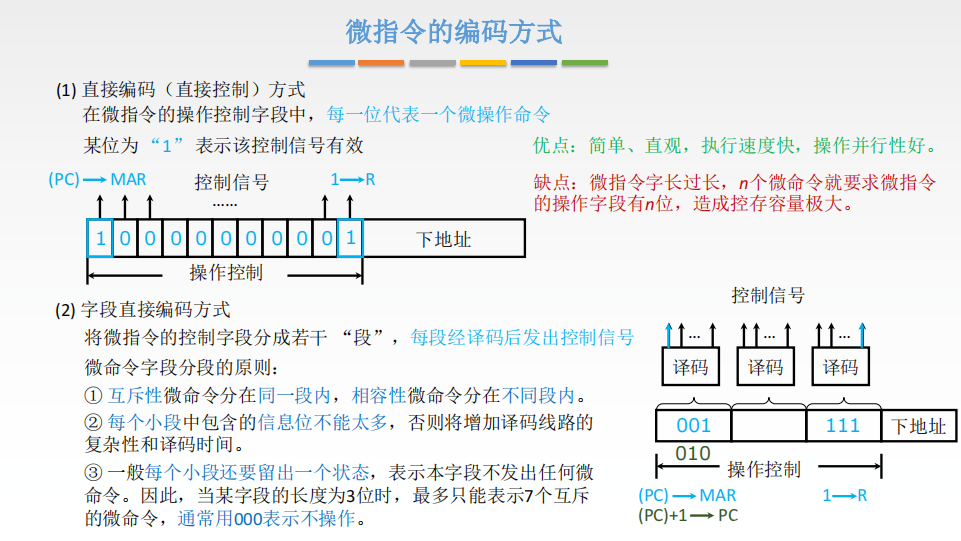 微指令的编码方式
(1) 直接编码（直接控制）方式
在微指令的操作控制字段中，每一位代表一个微操作命令
某位为 “1” 表示该控制信号有效
优点：简单、直观，执行速度快，操作并行性好。
缺点：微指令字长过长，n个微命令就要求微指令
的操作字段有n位，造成控存容量极大。
(PC) → MAR 控制信号 1 → R
……
1 0 0 0 0 0 0 0 0 0 1 下地址
操作控制
(2) 字段直接编码方式
将微指令的控制字段分成若干 “段”，每段经译码后发出控制信号
微命令字段分段的原则：
① 互斥性微命令分在同一段内，相容性微命令分在不同段内。
② 每个小段中包含的信息位不能太多，否则将增加译码线路的
复杂性和译码时间。
③ 一般每个小段还要留出一个状态，表示本字段不发出任何微
命令。因此，当某字段的长度为3位时，最多只能表示7个互斥
的微命令，通常用000表示不操作。
控制信号
… … …
译码 译码 译码
001 111 下地址
010
操作控制
(PC) → MAR 1 → R
(PC)+1 → PC